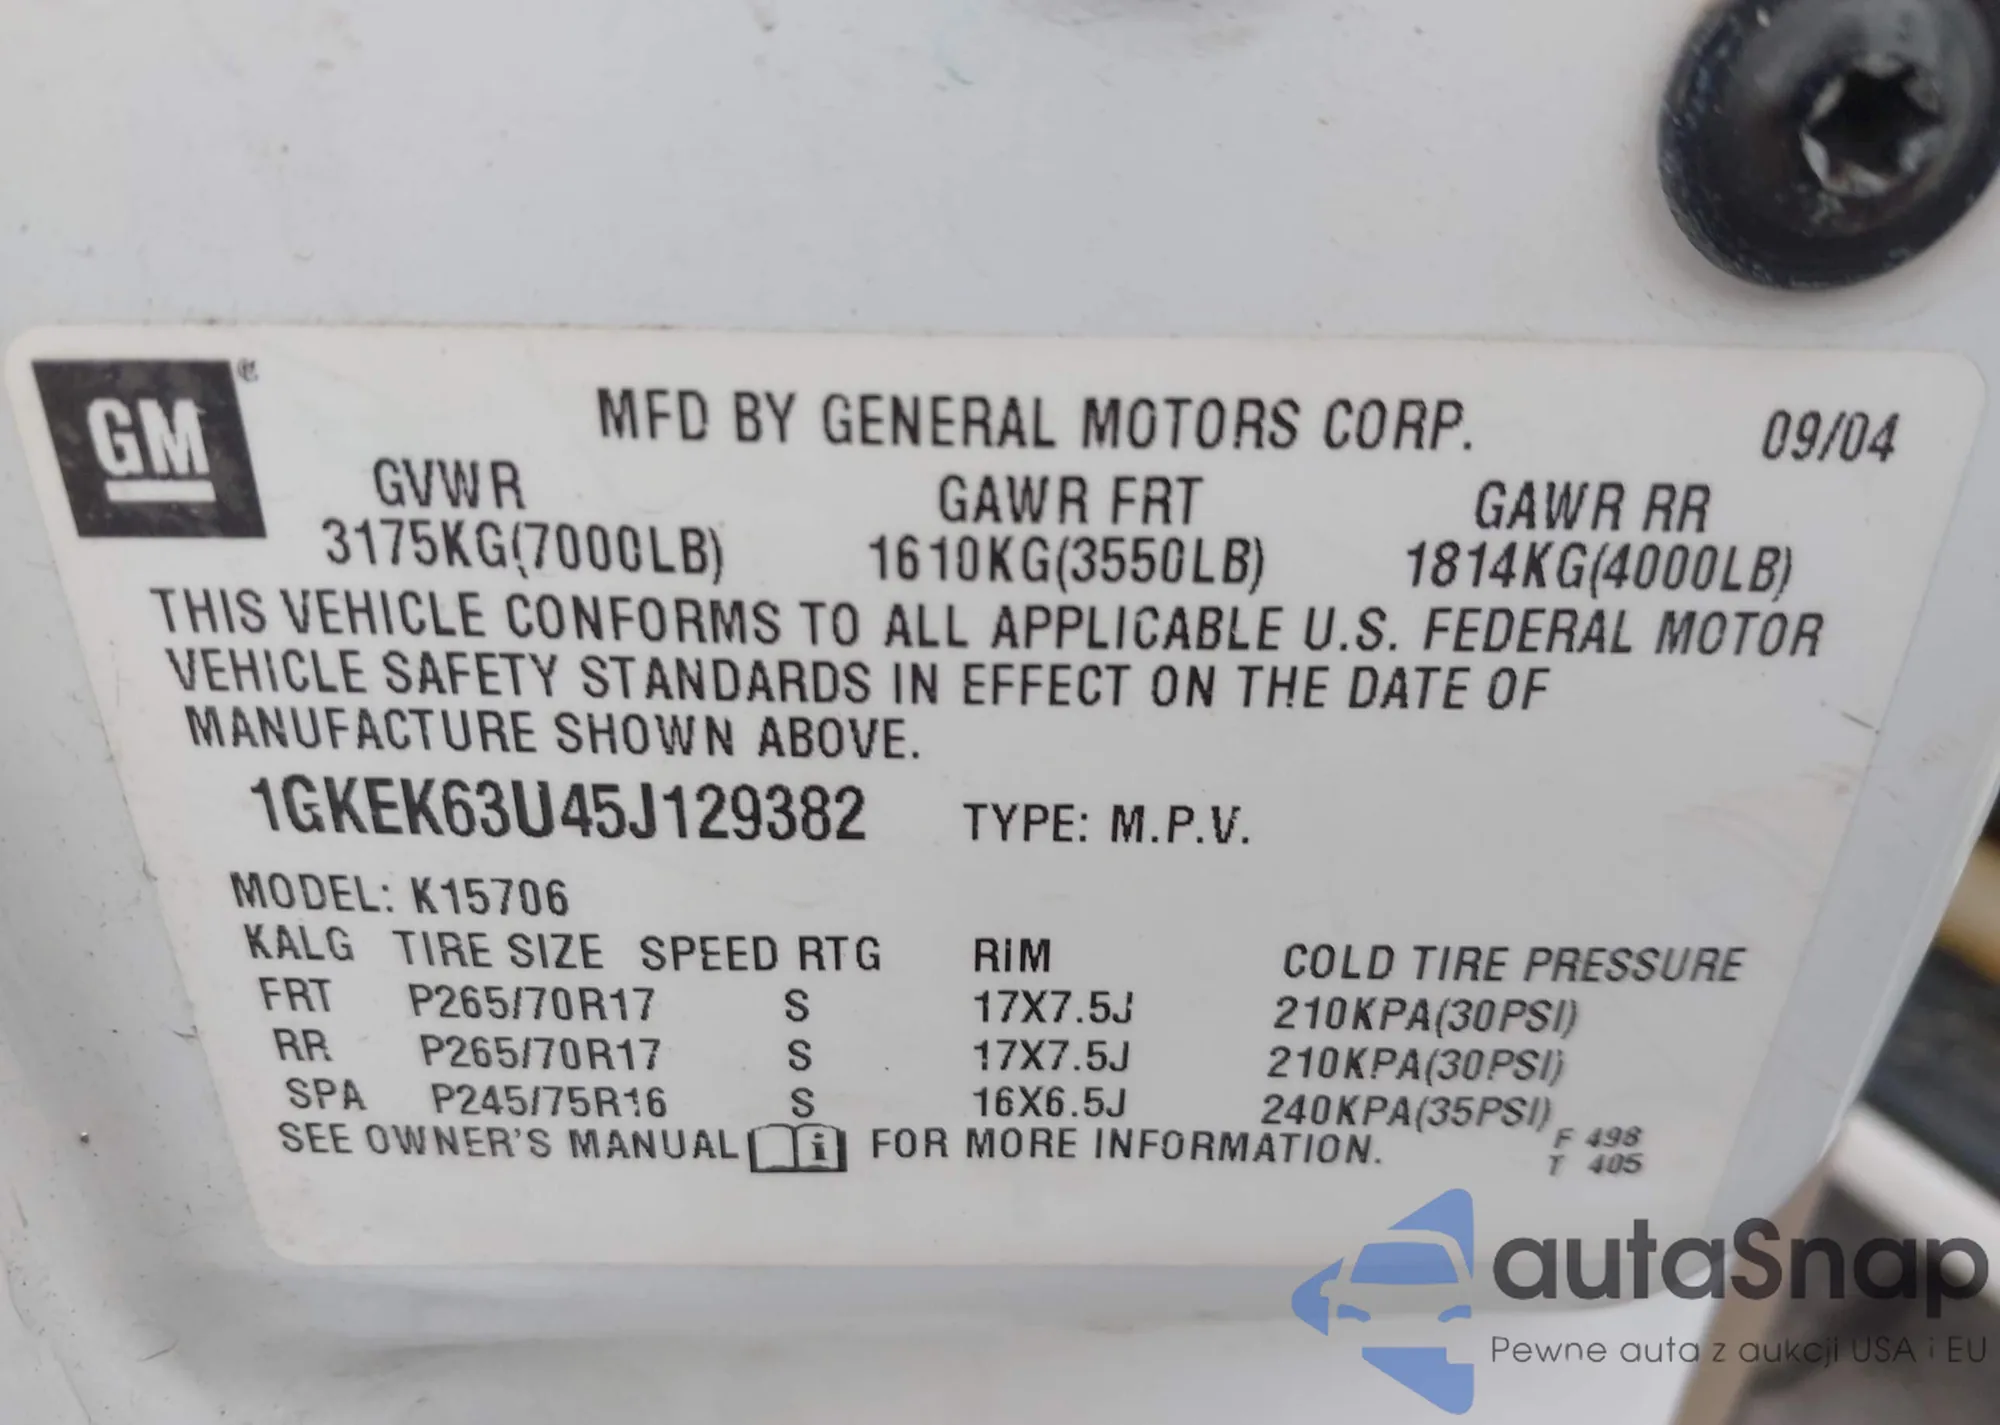 GM
MFD BY GENERAL MOTORS CORP. 09/04
GVWR GAWR FRT GAWR RR
3175KG(7000LB) 1610KG(3550LB) 1814KG(4000LB)
THIS VEHICLE CONFORMS TO ALL APPLICABLE U.S. FEDERAL MOTOR
VEHICLE SAFETY STANDARDS IN EFFECT ON THE DATE OF
MANUFACTURE SHOWN ABOVE.
1GKEK63U45J129382 TYPE: M.P.V.
MODEL: K15706
KALG TIRE SIZE SPEED RTG RIM COLD TIRE PRESSURE
FRT P265/70R17 S 17X7.5J 210KPA(30PSI)
RR P265/70R17 S 17X7.5J 210KPA(30PSI)
SPA P245/75R16 S 16X6.5J 240KPA(35PSI)
SEE OWNER'S MANUAL i FOR MORE INFORMATION.
F 498
T 405
autaSnap
Pewne auta z aukcji USA i EU